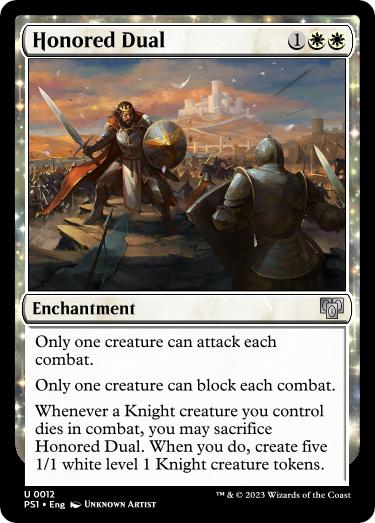 Honored Dual 1
Enchantment
Only one creature can attack each
combat.
Only one creature can block each combat.
Whenever a Knight creature you control
dies in combat, you may sacrifice
Honored Dual. When you do, create five
1/1 white level 1 Knight creature tokens.
U 0012
PS1 • Eng Unknown Artist
™ & © 2023 Wizards of the Coast